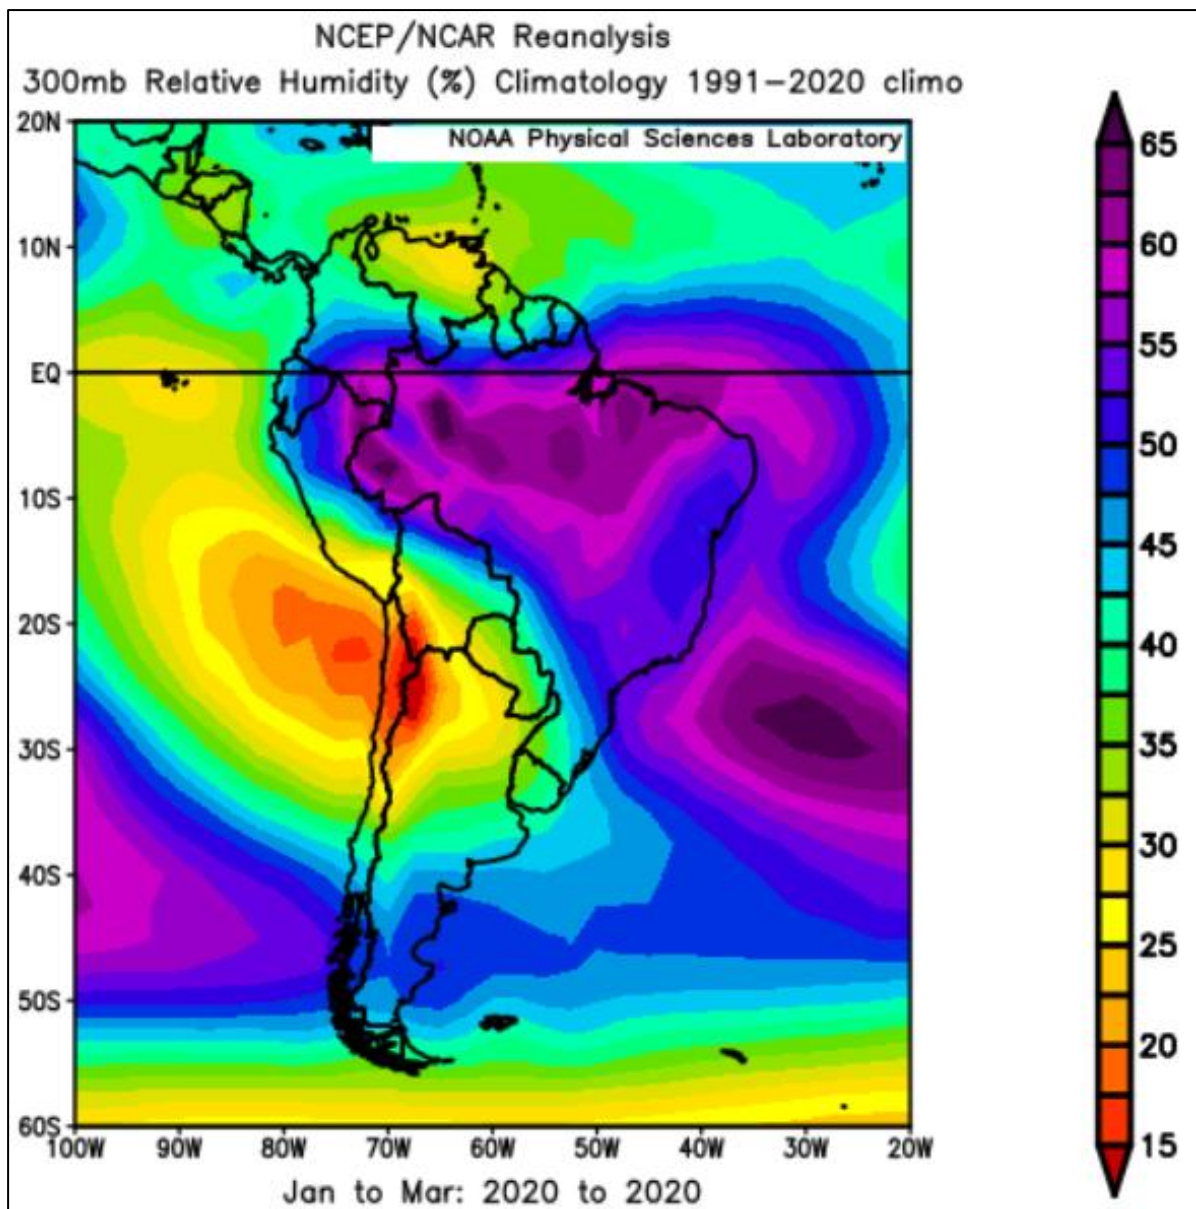 NCEP/NCAR Reanalysis
300mb Relative Humidity (%) Climatology 1991-2020 climo
NOAA Physical Sciences Laboratory
20N
10N
EQ
10S
20S
30S
40S
50S
60S
100W 90W 80W 70W 60W 50W 40W 30W 20W
Jan to Mar: 2020 to 2020
65
60
55
50
45
40
35
30
25
20
15